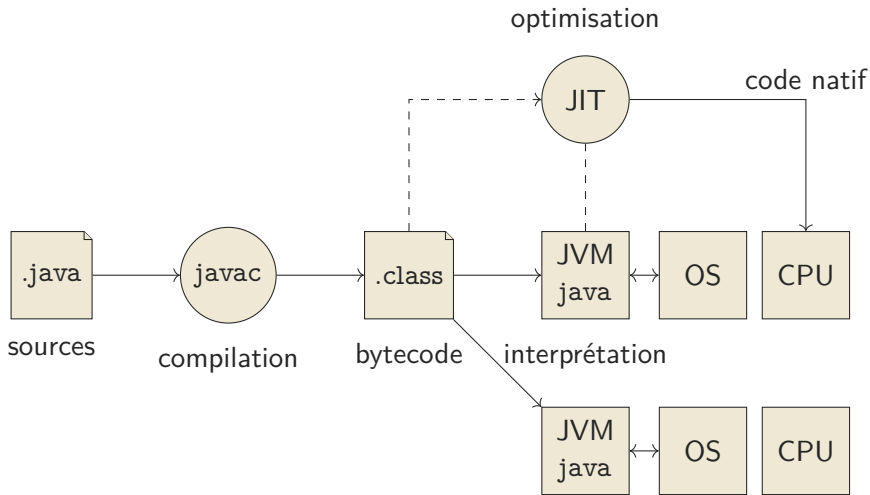 optimisation
JIT
code natif
.java
javac
.class
JVM
java
OS
CPU
sources
compilation
bytecode
interprétation
JVM
java
OS
CPU